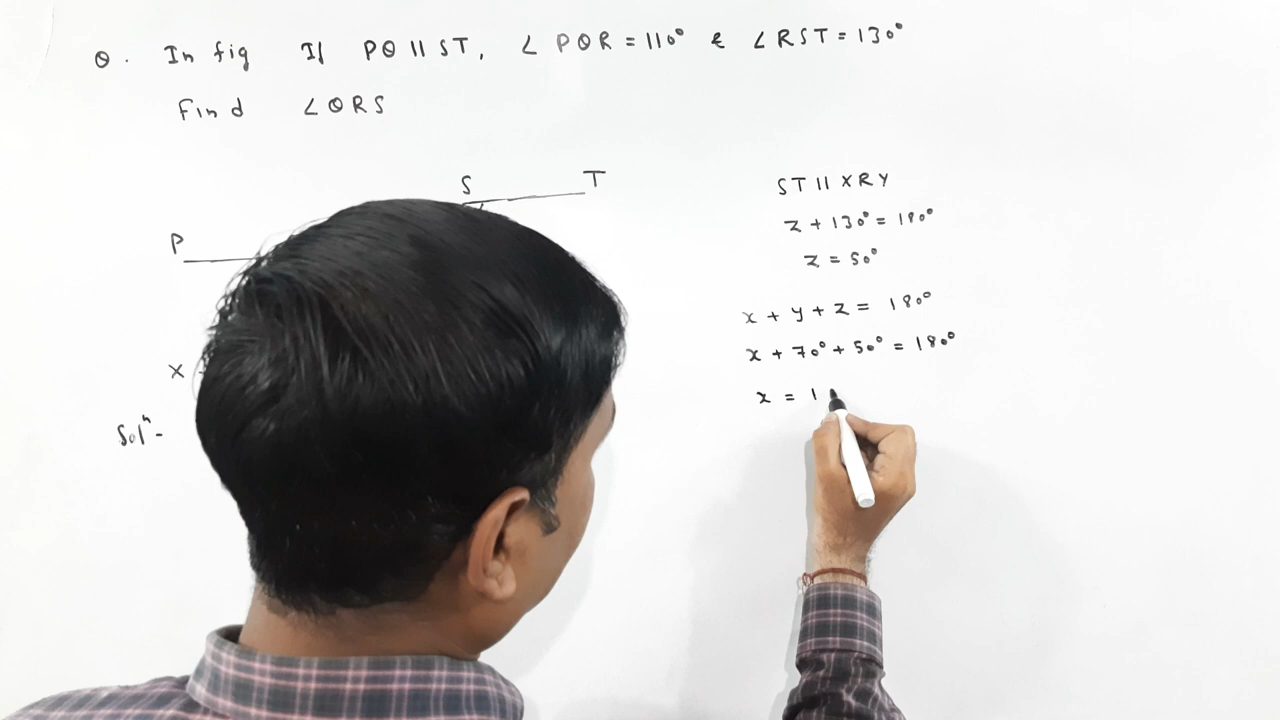 Q. In fig If PQ || ST, ∠PQR = 110° & ∠RST = 130°
Find ∠QRS
S T
P
X
Solⁿ-
ST || XRY
z + 130° = 180°
z = 50°
x + y + z = 180°
x + 70° + 50° = 180°
x = 1